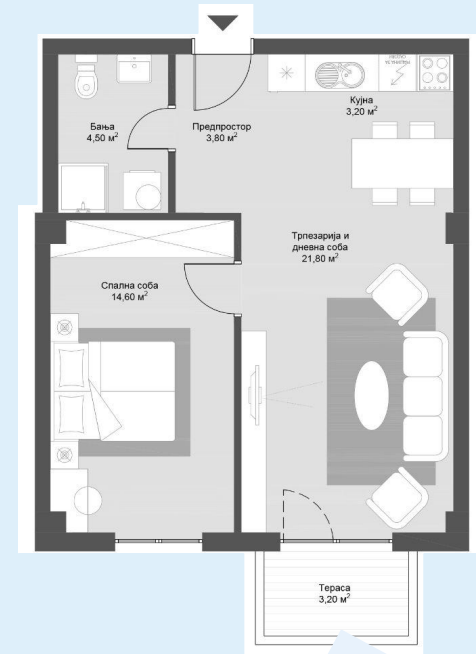 Бања
4,50 м²
Предпростор
3,80 м²
Кујна
3,20 м²
Трпезарија и
дневна соба
21,80 м²
Спална соба
14,60 м²
Тераса
3,20 м²